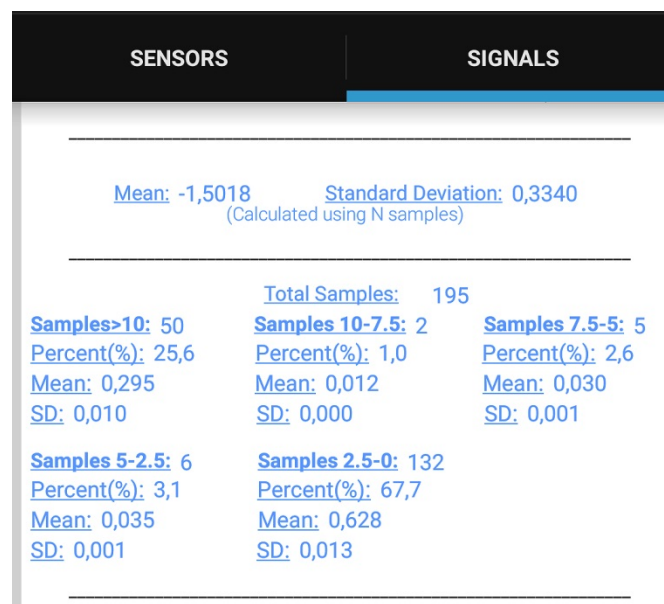 SENSORS SIGNALS
Mean: -1,5018 Standard Deviation: 0,3340
(Calculated using N samples)
Total Samples: 195
Samples>10: 50 Samples 10-7.5: 2 Samples 7.5-5: 5
Percent(%): 25,6 Percent(%): 1,0 Percent(%): 2,6
Mean: 0,295 Mean: 0,012 Mean: 0,030
SD: 0,010 SD: 0,000 SD: 0,001
Samples 5-2.5: 6 Samples 2.5-0: 132
Percent(%): 3,1 Percent(%): 67,7
Mean: 0,035 Mean: 0,628
SD: 0,001 SD: 0,013